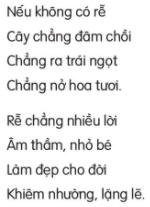 Nếu không có rễ
Cây chẳng đâm chồi
Chẳng ra trái ngọt
Chẳng nở hoa tươi.
Rễ chẳng nhiều lời
Âm thầm, nhỏ bé
Làm đẹp cho đời
Khiêm nhường, lặng lẽ.